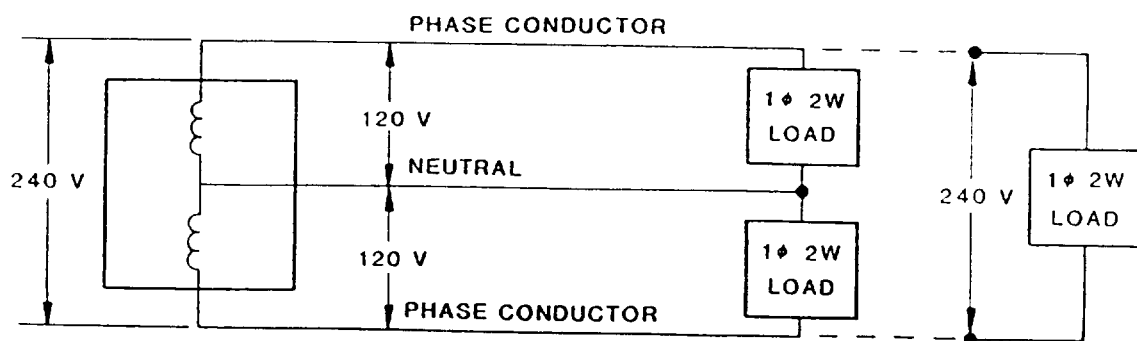 PHASE CONDUCTOR
1ϕ 2W
LOAD
120 V
240 V
NEUTRAL
1ϕ 2W
LOAD
240 V
1ϕ 2W
LOAD
120 V
PHASE CONDUCTOR